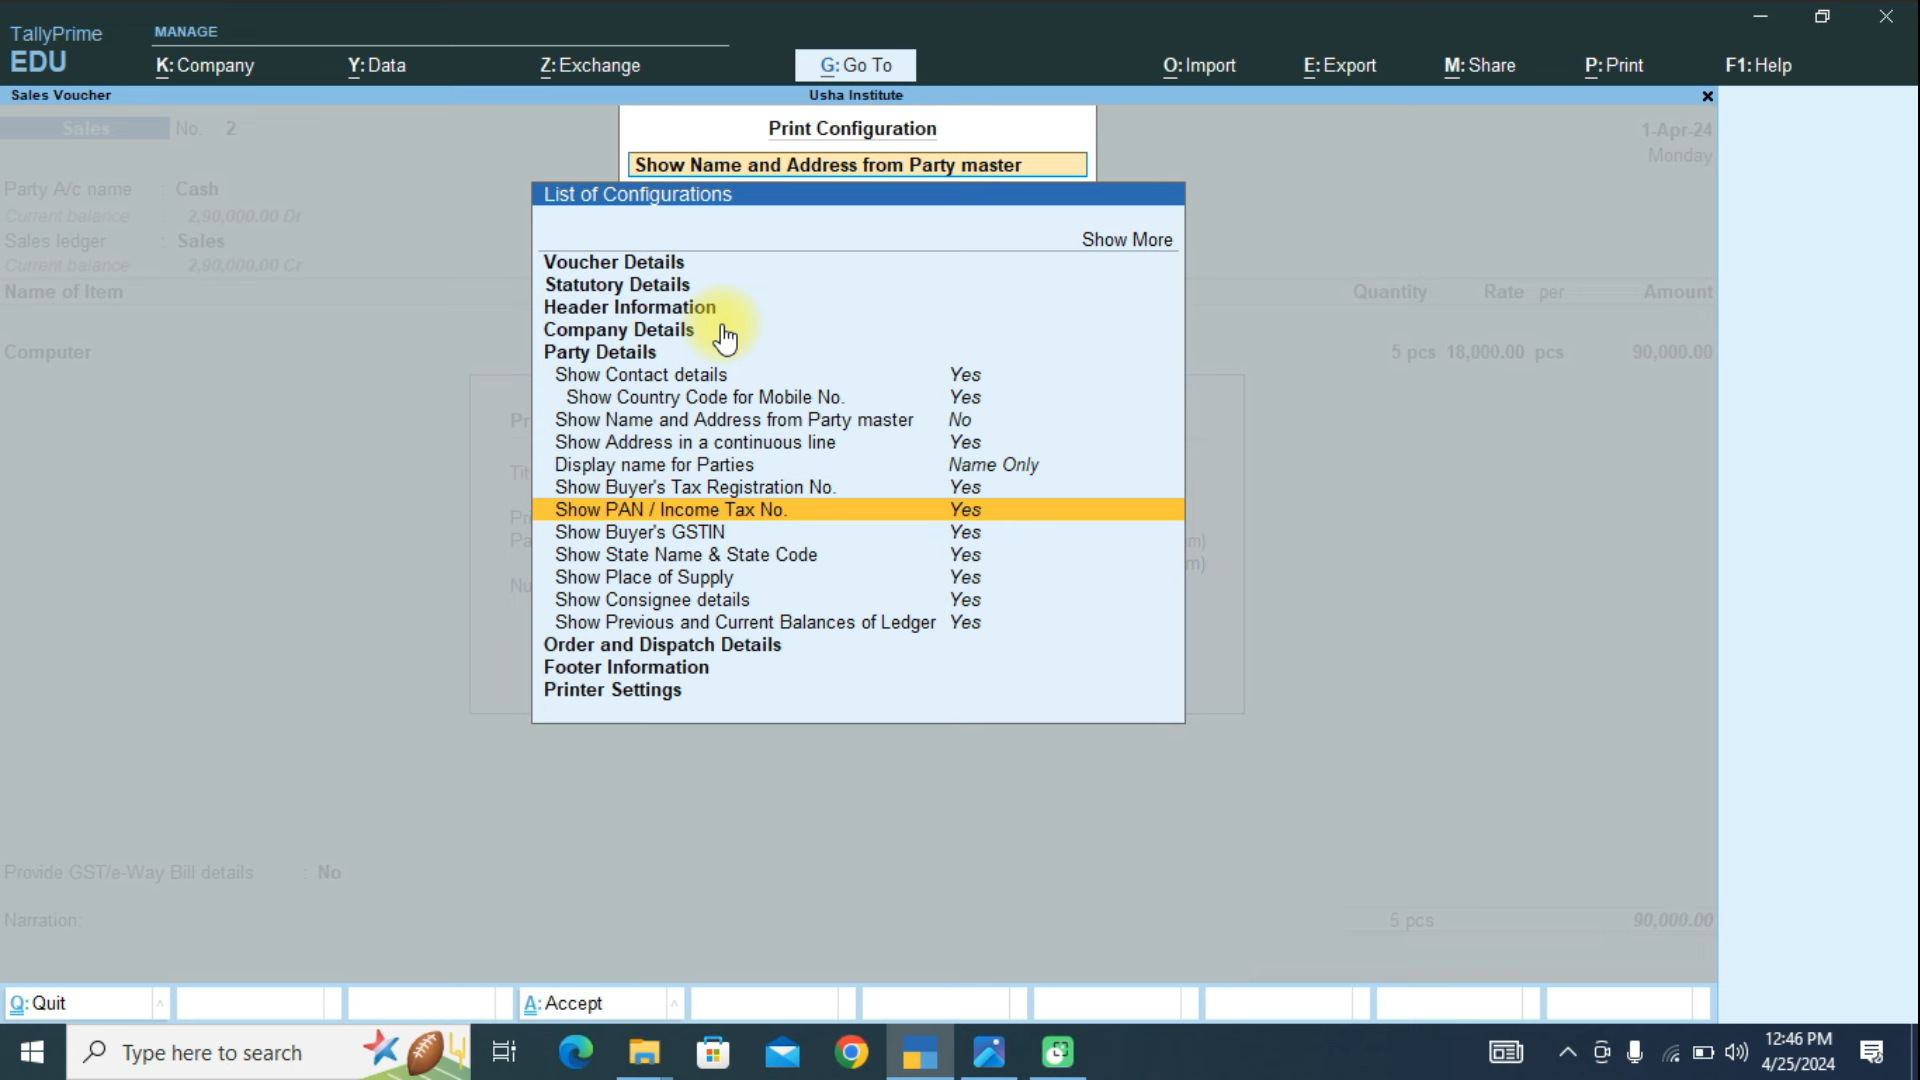 TallyPrime
EDU
MANAGE
K: Company
Y: Data
Z: Exchange
G: Go To
O: Import
E: Export
M: Share
P: Print
F1: Help
Sales Voucher
Usha Institute
Sales
No. 2
1-Apr-24
Monday
Print Configuration
Show Name and Address from Party master
Party A/c name : Cash
Current balance : 2,90,000.00 Dr
Sales ledger : Sales
Current balance : 2,90,000.00 Cr
Name of Item
Quantity Rate per Amount
Computer
5 pcs 18,000.00 pcs 90,000.00
List of Configurations
Show More
Voucher Details
Statutory Details
Header Information
Company Details
Party Details
Show Contact details Yes
Show Country Code for Mobile No. Yes
Show Name and Address from Party master No
Show Address in a continuous line Yes
Display name for Parties Name Only
Show Buyer's Tax Registration No. Yes
Show PAN / Income Tax No. Yes
Show Buyer's GSTIN Yes
Show State Name & State Code Yes
Show Place of Supply Yes
Show Consignee details Yes
Show Previous and Current Balances of Ledger Yes
Order and Dispatch Details
Footer Information
Printer Settings
Provide GST/e-Way Bill details : No
Narration:
5 pcs 90,000.00
Q: Quit
A: Accept
Type here to search
12:46 PM
4/25/2024